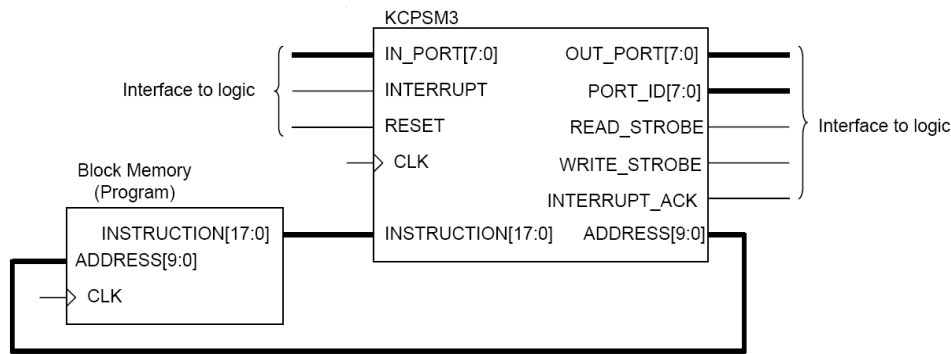 KCPSM3
IN_PORT[7:0]
INTERRUPT
RESET
CLK
INSTRUCTION[17:0]
OUT_PORT[7:0]
PORT_ID[7:0]
READ_STROBE
WRITE_STROBE
INTERRUPT_ACK
ADDRESS[9:0]
Interface to logic
Interface to logic
Block Memory
(Program)
INSTRUCTION[17:0]
ADDRESS[9:0]
CLK